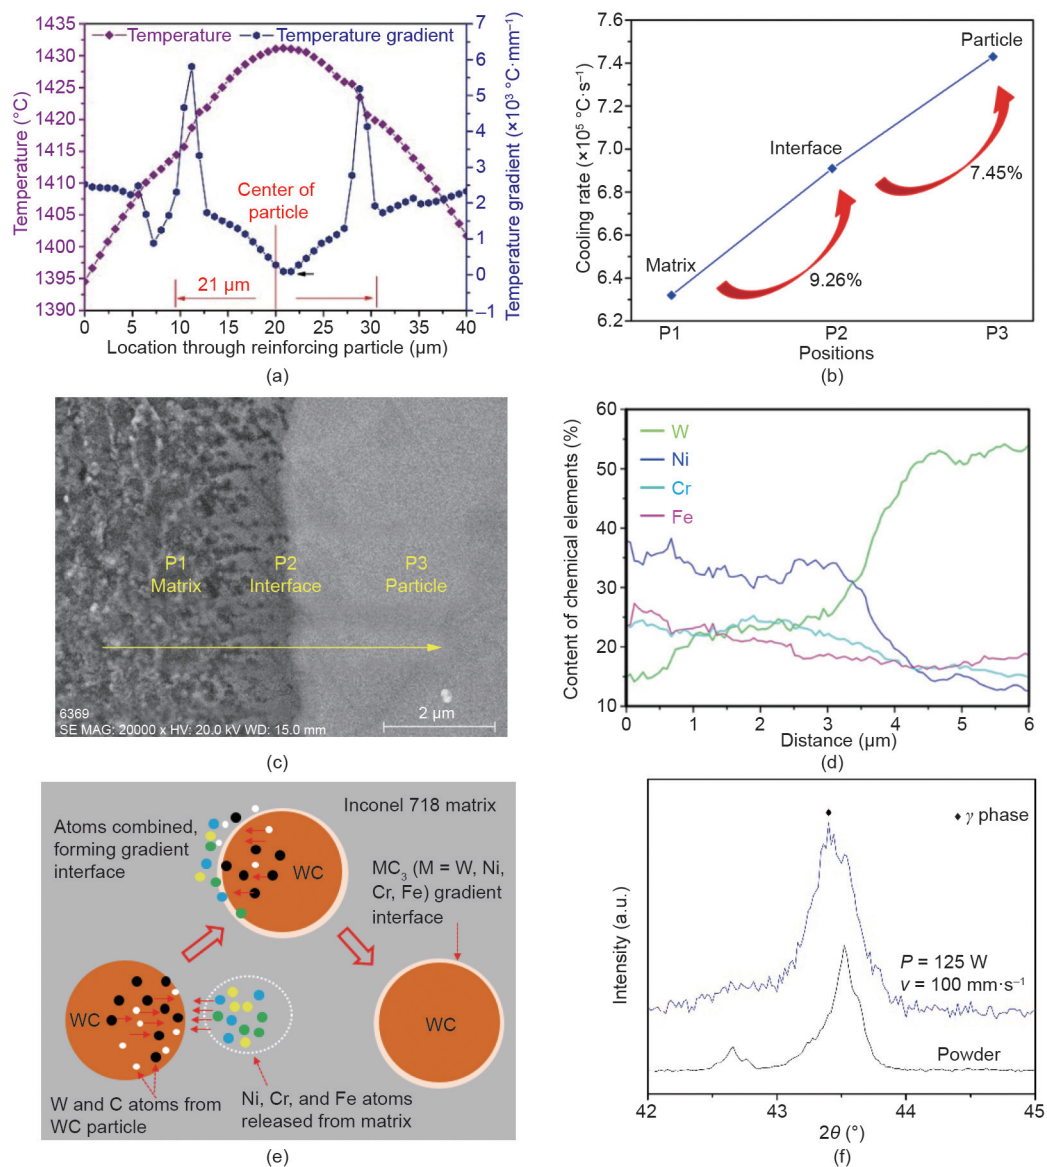 1435
1430
1425
1420
1415
1410
1405
1400
1395
1390
Temperature (°C)
Temperature
Temperature gradient
Center of
particle
21 μm
7
6
5
4
3
2
1
0
–1
Temperature gradient (×10³ °C·mm⁻¹)
0
5
10
15
20
25
30
35
40
Location through reinforcing particle (μm)
(a)
7.6
7.4
7.2
7.0
6.8
6.6
6.4
6.2
Cooling rate (×10⁵ °C·s⁻¹)
Particle
Interface
7.45%
Matrix
9.26%
P1
P2
P3
Positions
(b)
P1
Matrix
P2
Interface
P3
Particle
6369
SE MAG: 20000 x HV: 20.0 kV WD: 15.0 mm
2 μm
(c)
60
50
40
30
20
10
Content of chemical elements (%)
W
Ni
Cr
Fe
0
1
2
3
4
5
6
Distance (μm)
(d)
Inconel 718 matrix
Atoms combined,
forming gradient
interface
WC
MC₃ (M = W, Ni,
Cr, Fe) gradient
interface
WC
WC
W and C atoms from
WC particle
Ni, Cr, and Fe atoms
released from matrix
(e)
Intensity (a.u.)
♦ γ phase
P = 125 W
v = 100 mm·s⁻¹
Powder
42
43
44
45
2θ (°)
(f)